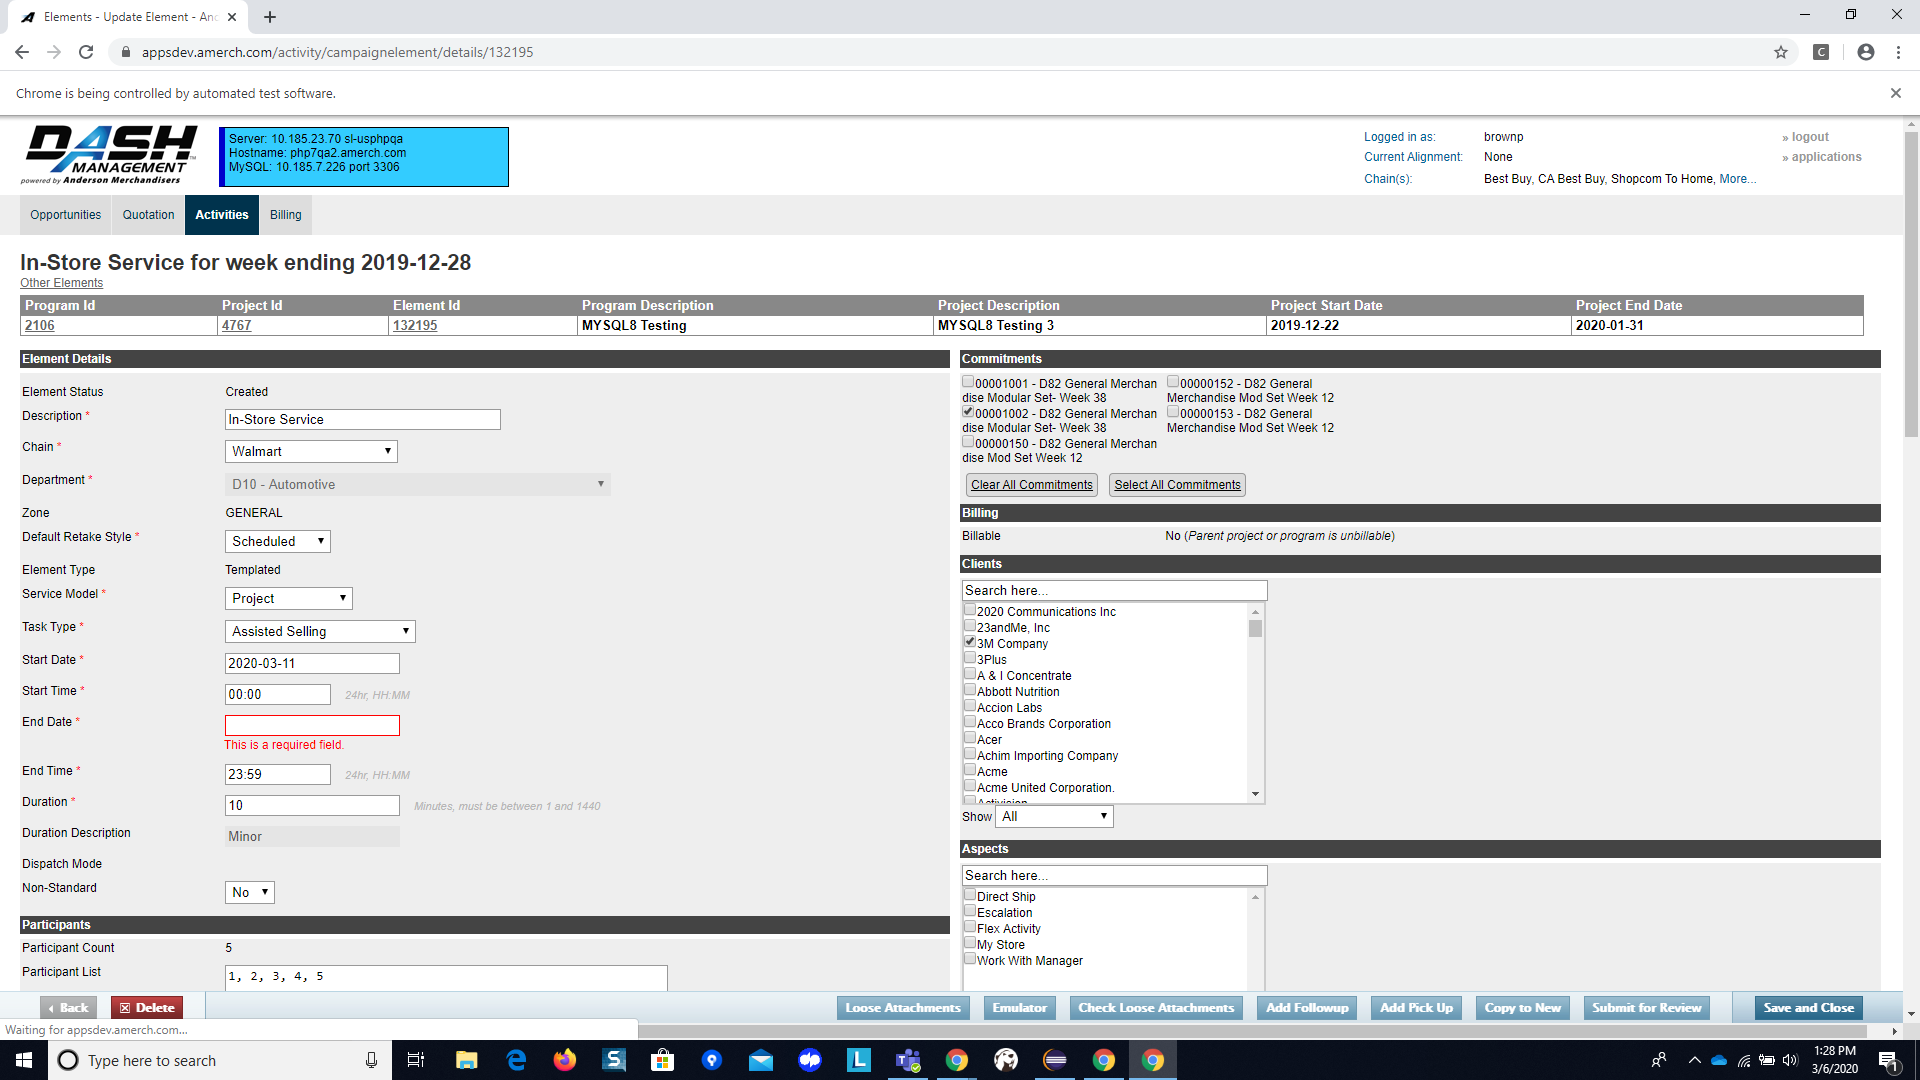 Elements - Update Element - Anc
appsdev.amerch.com/activity/campaignelement/details/132195
C
Chrome is being controlled by automated test software.
DASH
MANAGEMENT
powered by Anderson Merchandisers
Server: 10.185.23.70 sl-usphpqa
Hostname: php7qa2.amerch.com
MySQL: 10.185.7.226 port 3306
Logged in as: brownp » logout
Current Alignment: None » applications
Chain(s): Best Buy, CA Best Buy, Shopcom To Home, More...
Opportunities Quotation Activities Billing
In-Store Service for week ending 2019-12-28
Other Elements
Program Id Project Id Element Id Program Description Project Description Project Start Date Project End Date
2106 4767 132195 MYSQL8 Testing MYSQL8 Testing 3 2019-12-22 2020-01-31
Element Details
Element Status Created
Description * In-Store Service
Chain * Walmart
Department * D10 - Automotive
Zone GENERAL
Default Retake Style * Scheduled
Element Type Templated
Service Model * Project
Task Type * Assisted Selling
Start Date * 2020-03-11
Start Time * 00:00 24hr, HH:MM
End Date *
This is a required field.
End Time * 23:59 24hr, HH:MM
Duration * 10 Minutes, must be between 1 and 1440
Duration Description Minor
Dispatch Mode
Non-Standard No
Participants
Participant Count 5
Participant List 1, 2, 3, 4, 5
Commitments
00001001 - D82 General Merchan
dise Modular Set- Week 38
00000152 - D82 General
Merchandise Mod Set Week 12
00001002 - D82 General Merchan
dise Modular Set- Week 38
00000153 - D82 General
Merchandise Mod Set Week 12
00000150 - D82 General Merchan
dise Mod Set Week 12
Clear All Commitments Select All Commitments
Billing
Billable No (Parent project or program is unbillable)
Clients
Search here...
2020 Communications Inc
23andMe, Inc
3M Company
3Plus
A & I Concentrate
Abbott Nutrition
Accion Labs
Acco Brands Corporation
Acer
Achim Importing Company
Acme
Acme United Corporation.
Activision
Show All
Aspects
Search here...
Direct Ship
Escalation
Flex Activity
My Store
Work With Manager
Back Delete Loose Attachments Emulator Check Loose Attachments Add Followup Add Pick Up Copy to New Submit for Review Save and Close
Waiting for appsdev.amerch.com...
Type here to search
S
L
1:28 PM
3/6/2020
1